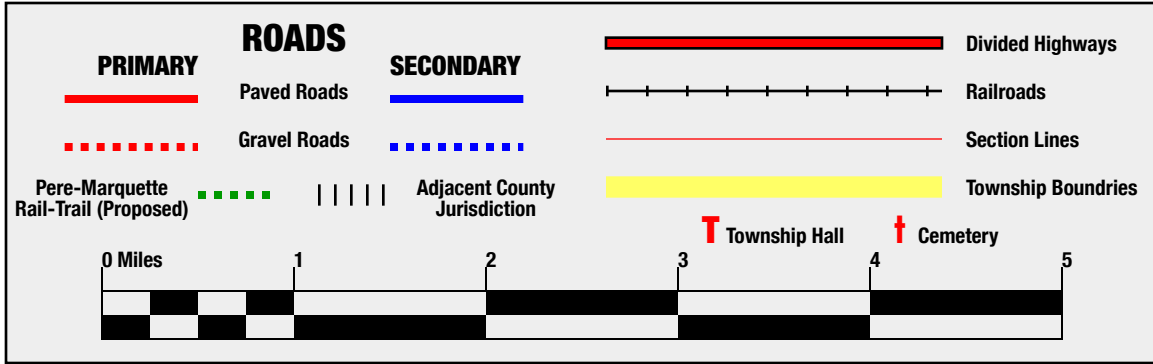 ROADS
PRIMARY
SECONDARY
Paved Roads
Gravel Roads
Pere-Marquette
Rail-Trail (Proposed)
Adjacent County
Jurisdiction
Divided Highways
Railroads
Section Lines
Township Boundries
Township Hall
Cemetery
0 Miles 1 2 3 4 5